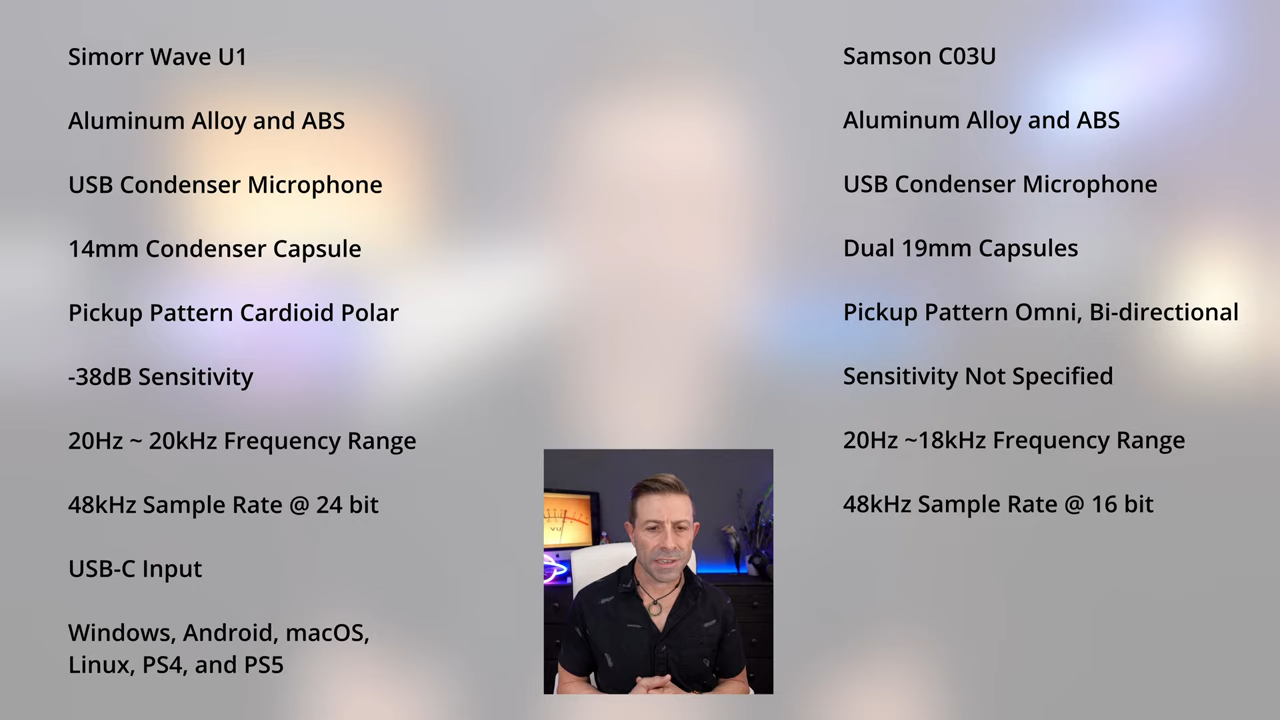 Simorr Wave U1
Aluminum Alloy and ABS
USB Condenser Microphone
14mm Condenser Capsule
Pickup Pattern Cardioid Polar
-38dB Sensitivity
20Hz ~ 20kHz Frequency Range
48kHz Sample Rate @ 24 bit
USB-C Input
Windows, Android, macOS,
Linux, PS4, and PS5
Samson C03U
Aluminum Alloy and ABS
USB Condenser Microphone
Dual 19mm Capsules
Pickup Pattern Omni, Bi-directional
Sensitivity Not Specified
20Hz ~18kHz Frequency Range
48kHz Sample Rate @ 16 bit
VU